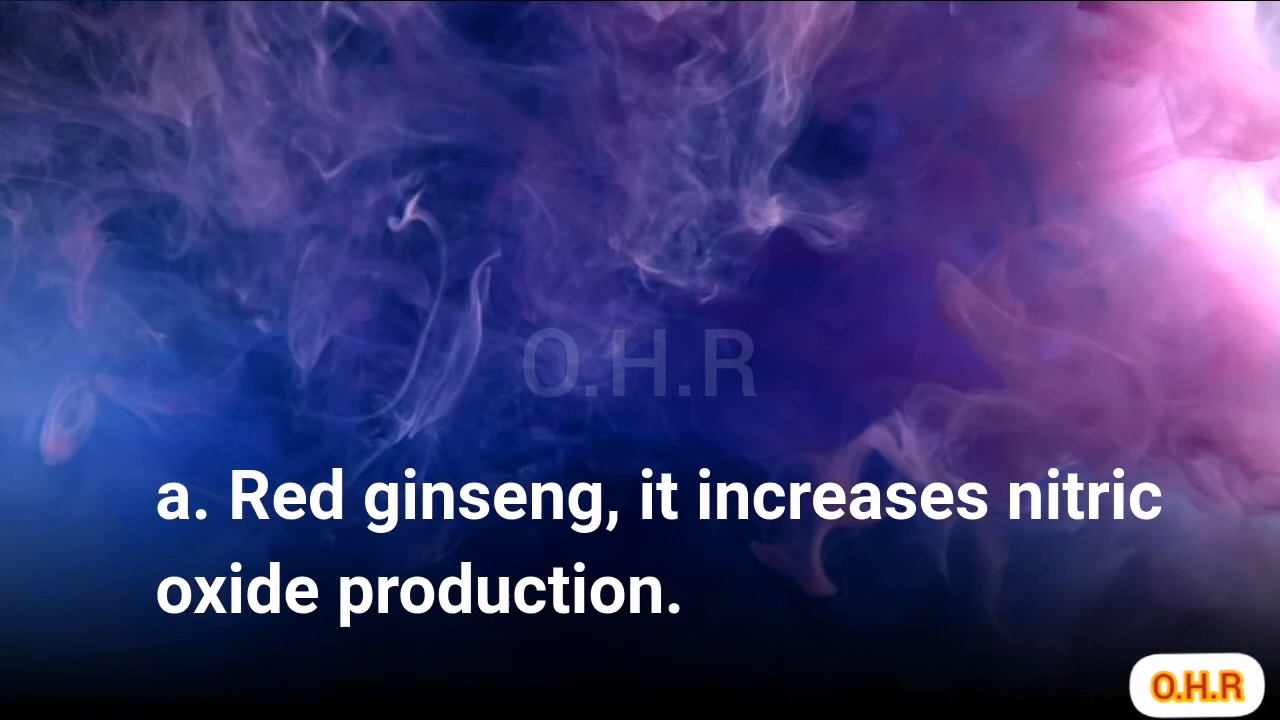 O.H.R
a. Red ginseng, it increases nitric
oxide production.
O.H.R